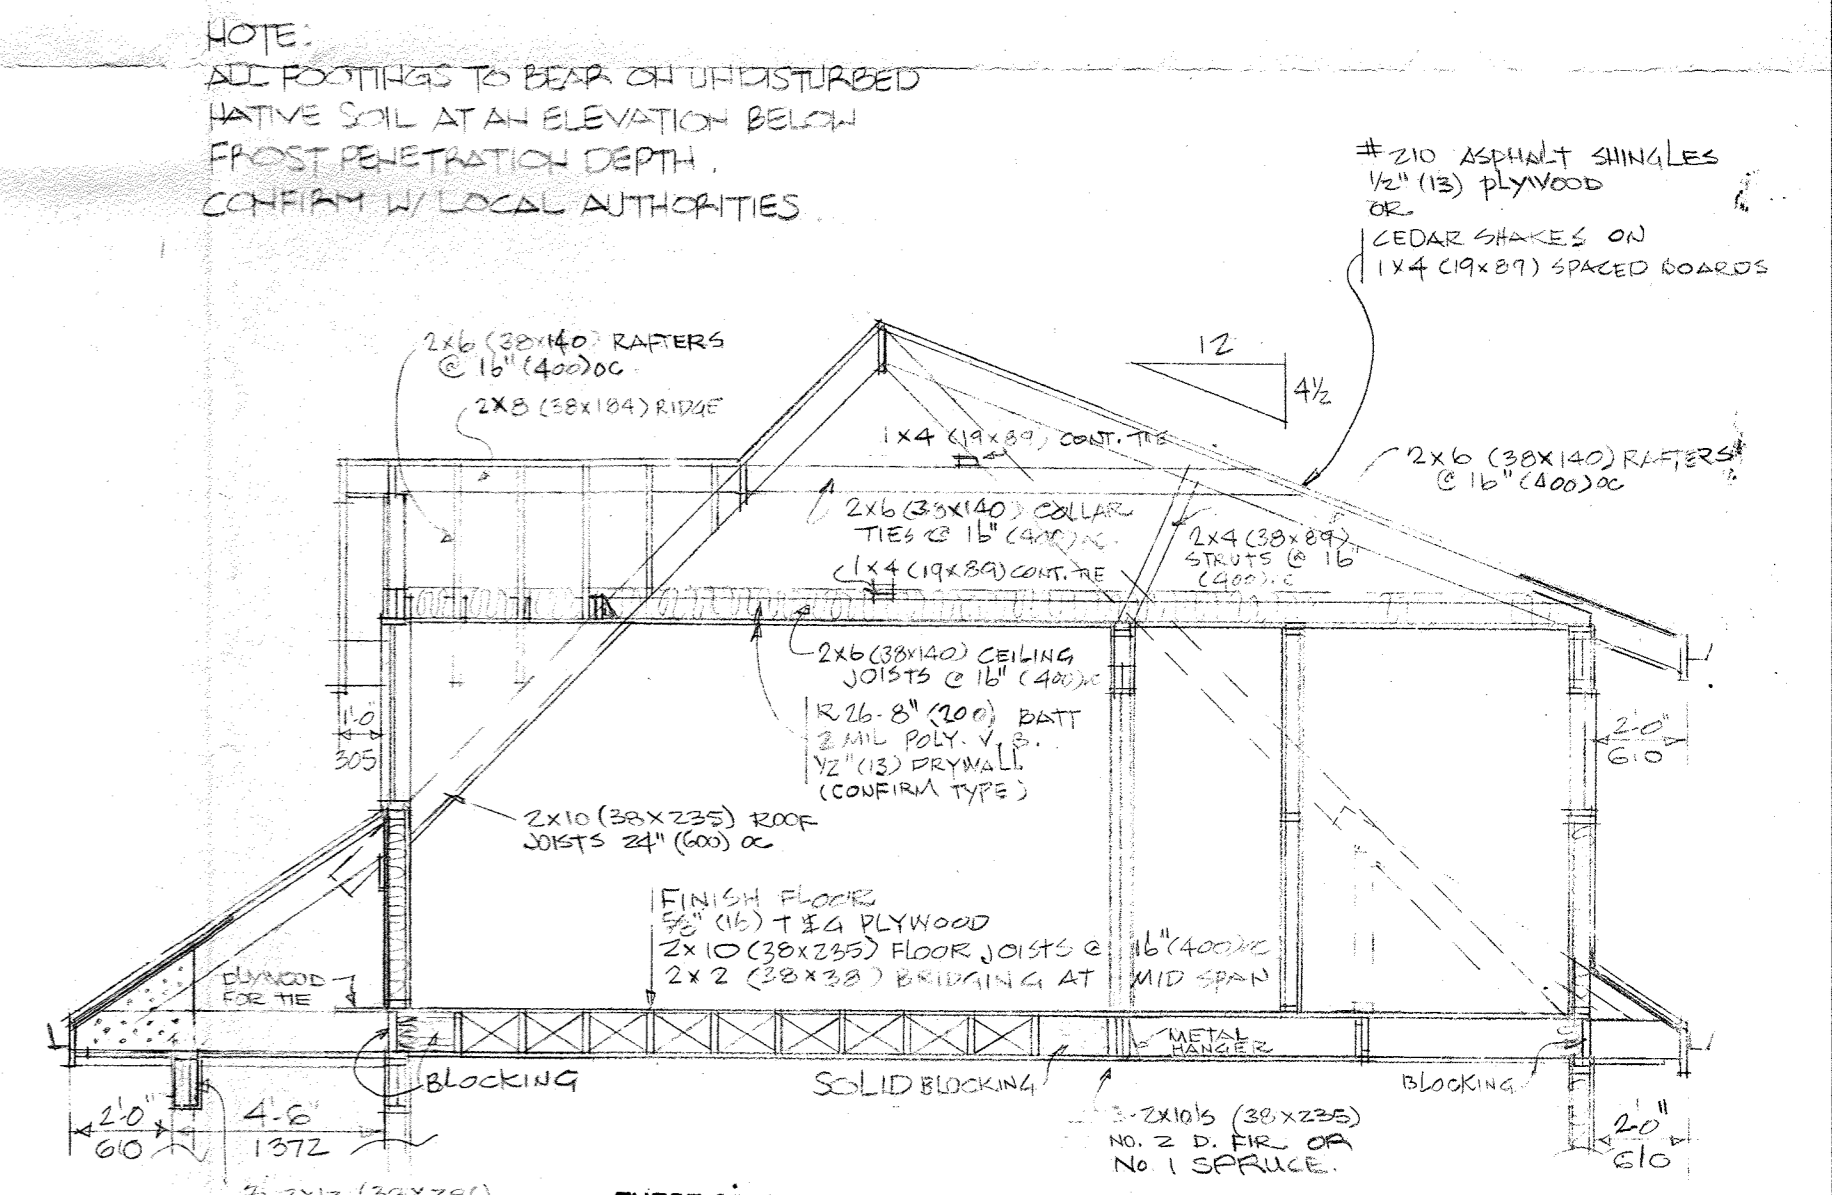 NOTE:
ALL FOOTINGS TO BEAR ON UNDISTURBED
NATIVE SOIL AT AN ELEVATION BELOW
FROST PENETRATION DEPTH.
CONFIRM W/ LOCAL AUTHORITIES
#210 ASPHALT SHINGLES
1/2" (13) PLYWOOD
OR
CEDAR SHAKES ON
1X4 (19x89) SPACED BOARDS
2x6 (38x140) RAFTERS
@ 16" (400)OC
2X8 (38x184) RIDGE
12
4 1/2
1X4 (19x89) CONT. TIE
2x6 (38X140) RAFTERS
@ 16" (400)OC
2x6 (38x140) COLLAR
TIES @ 16" (400)OC.
2x4 (38x89)
STRUTS @ 16"
(400)OC
1x4 (19x89) CONT. TIE
2x6 (38x140) CEILING
JOISTS @ 16" (400)OC
R26-8" (200) BATT
2 MIL POLY. V.B.
1/2" (13) DRYWALL
(CONFIRM TYPE)
1'-0"
305
2'-0"
610
2x10 (38X235) ROOF
JOISTS 24" (600) OC
FINISH FLOOR
5/8" (16) T & G PLYWOOD
2x10 (38x235) FLOOR JOISTS @ 16" (400)OC
2x2 (38x38) BRIDGING AT MID SPAN
PLYWOOD
FOR TIE
METAL
HANGER
BLOCKING
SOLID BLOCKING
BLOCKING
2'-0"
610
4'-6"
1372
3-2X10's (38X235)
NO. 2 D. FIR OR
No. 1 SPRUCE.
2'-0"
610